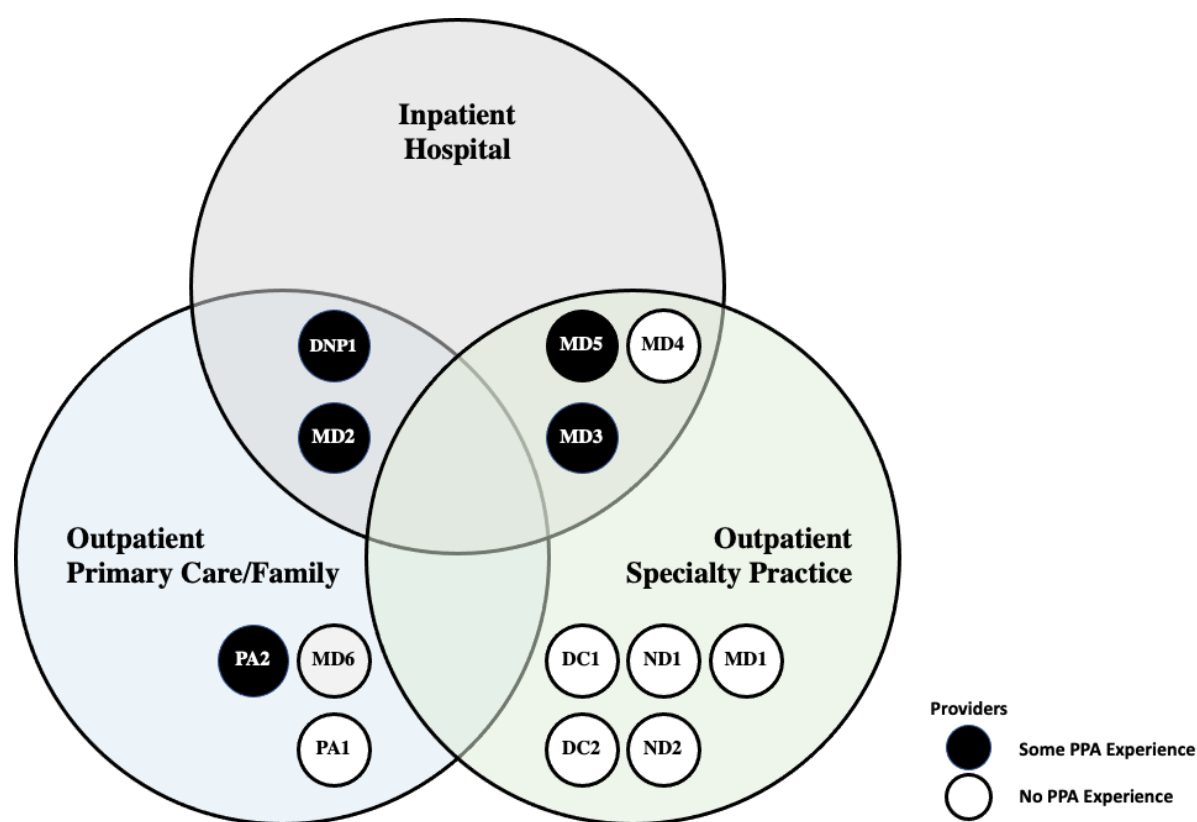 Inpatient
Hospital
DNP1
MD5
MD4
MD2
MD3
Outpatient
Primary Care/Family
Outpatient
Specialty Practice
PA2
MD6
DC1
ND1
MD1
PA1
DC2
ND2
Providers
Some PPA Experience
No PPA Experience